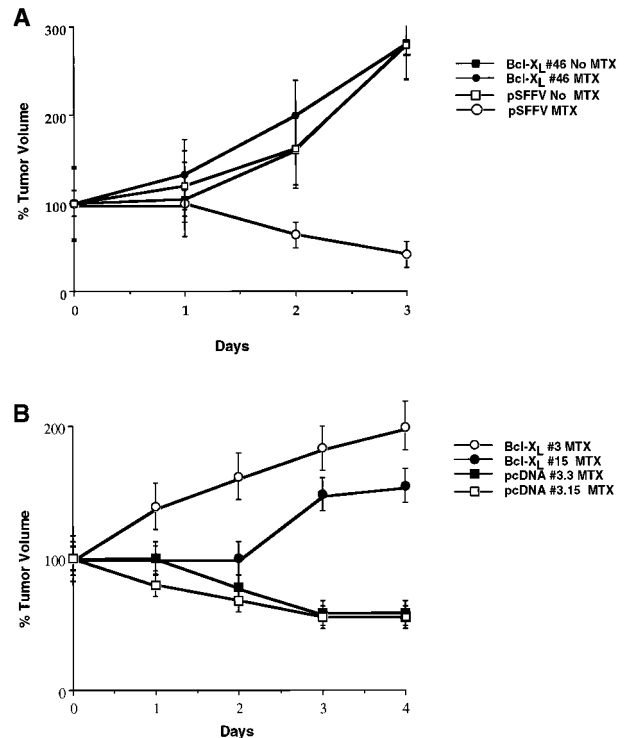 A
300
200
100
0
% Tumor Volume
0 1 2 3
Days
Bcl-XL #46 No MTX
Bcl-XL #46 MTX
pSFFV No MTX
pSFFV MTX
B
200
100
0
% Tumor Volume
0 1 2 3 4
Days
Bcl-XL #3 MTX
Bcl-XL #15 MTX
pcDNA #3.3 MTX
pcDNA #3.15 MTX